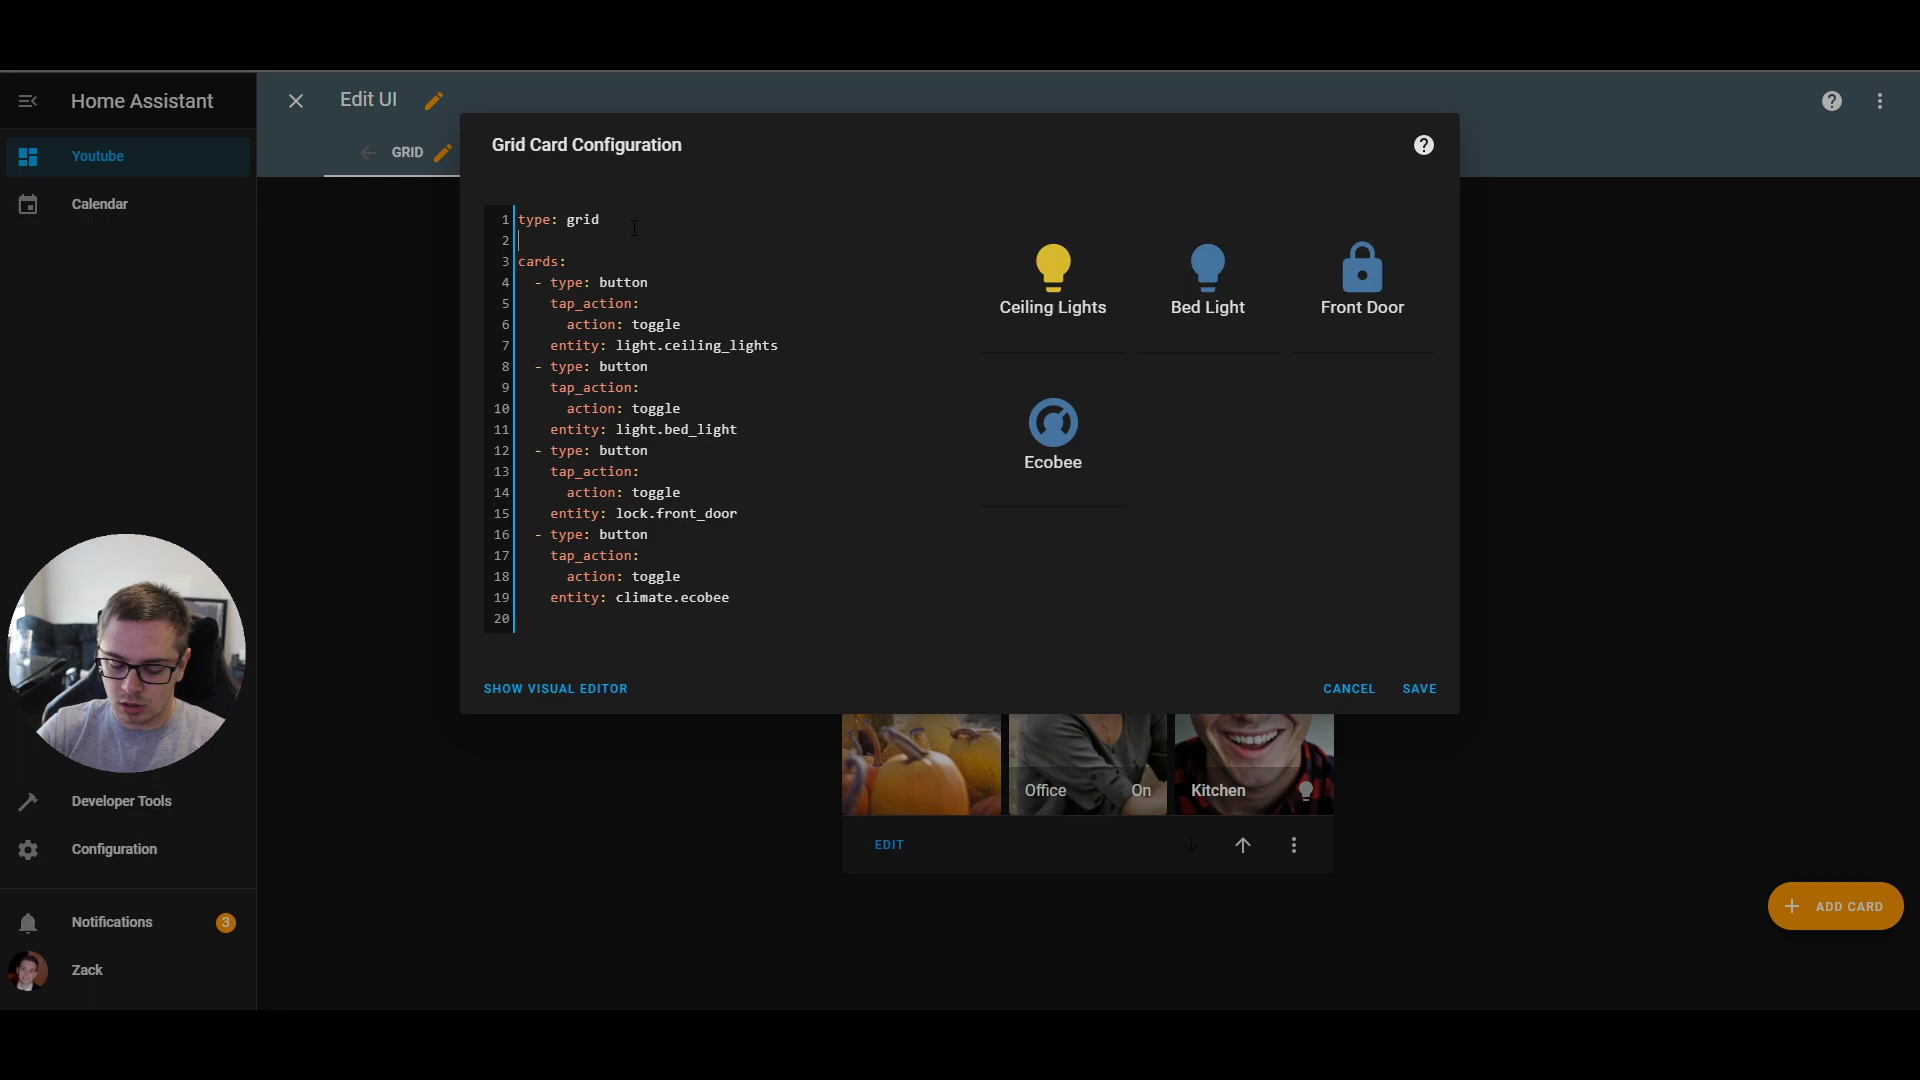 Home Assistant
Edit UI
Youtube
GRID
Calendar
Grid Card Configuration
1 type: grid
2
3 cards:
4 - type: button
5 tap_action:
6 action: toggle
7 entity: light.ceiling_lights
8 - type: button
9 tap_action:
10 action: toggle
11 entity: light.bed_light
12 - type: button
13 tap_action:
14 action: toggle
15 entity: lock.front_door
16 - type: button
17 tap_action:
18 action: toggle
19 entity: climate.ecobee
20
Ceiling Lights
Bed Light
Front Door
Ecobee
SHOW VISUAL EDITOR
CANCEL
SAVE
Office On
Kitchen
EDIT
Developer Tools
Configuration
Notifications 3
Zack
+ ADD CARD